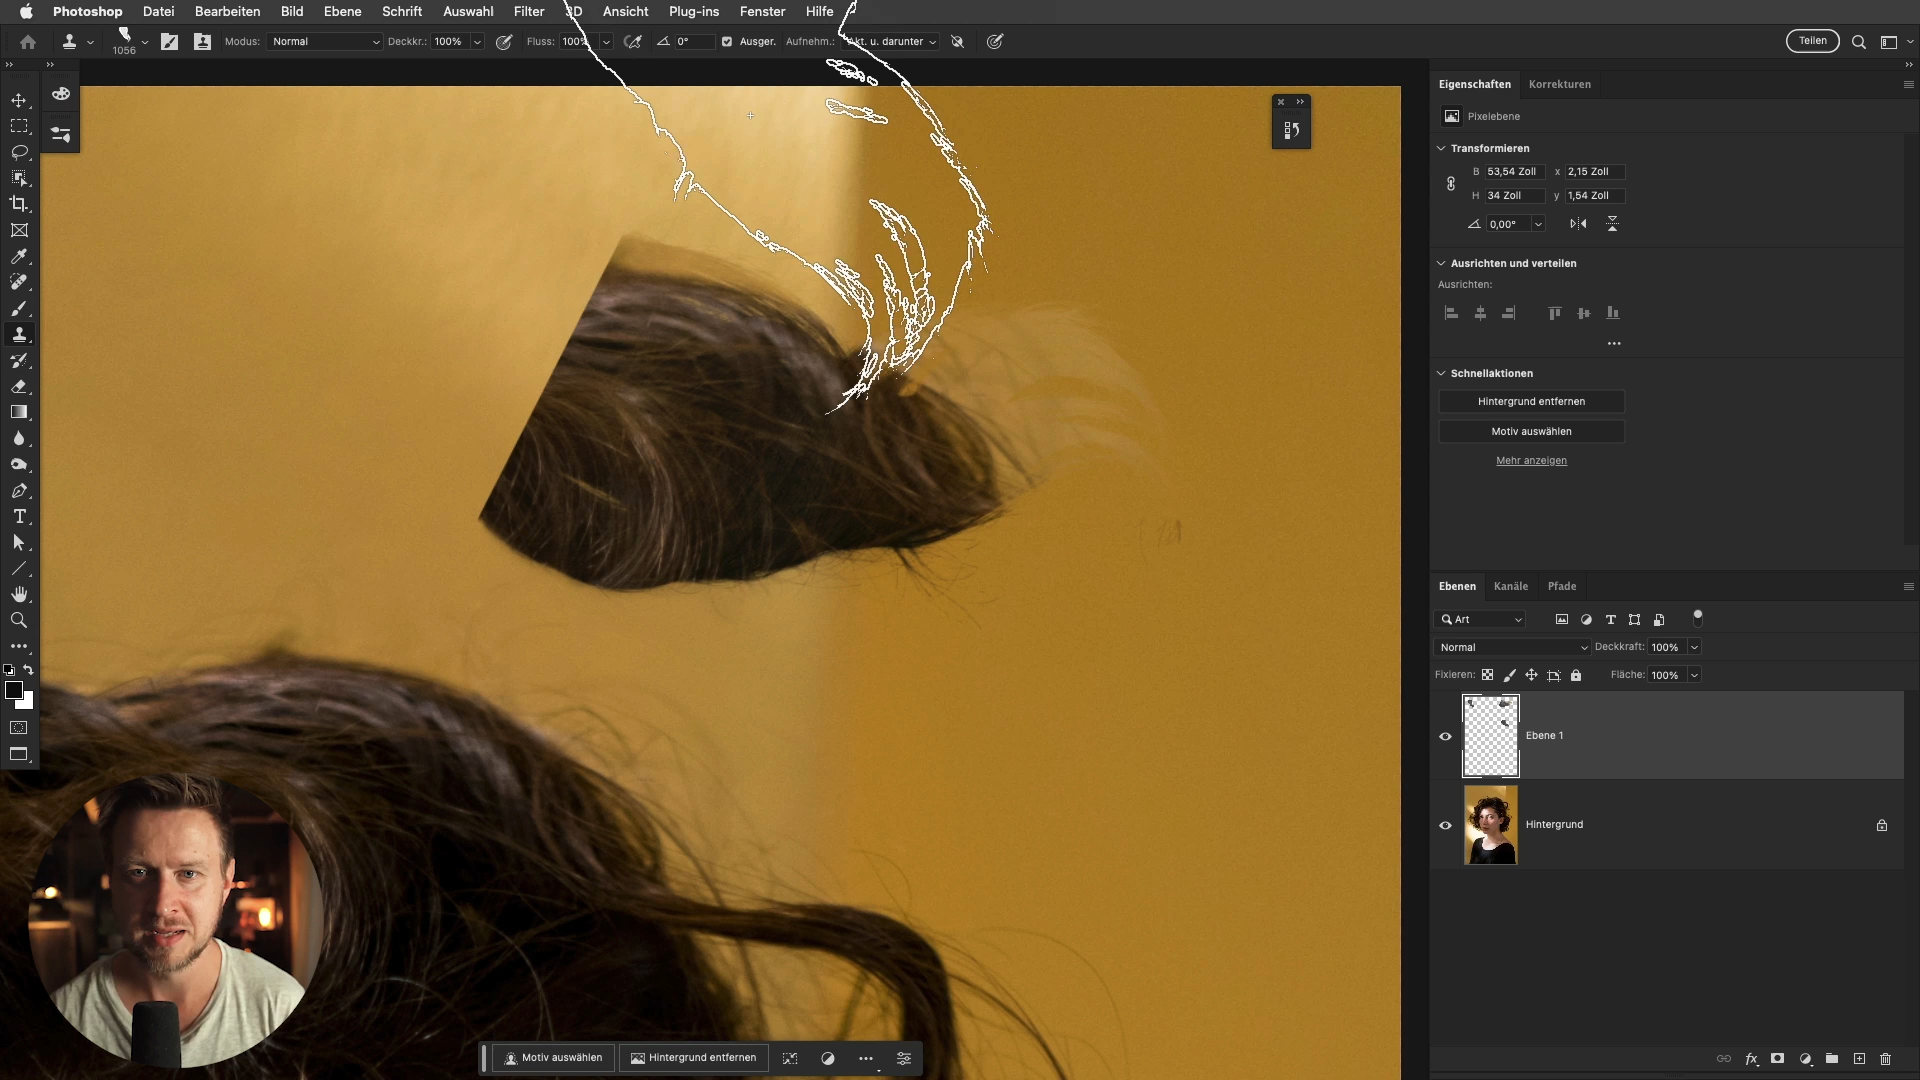 Photoshop Datei Bearbeiten Bild Ebene Schrift Auswahl Filter 3D Ansicht Plug-ins Fenster Hilfe
1056 Modus: Normal Deckkr.: 100% Fluss: 100% 0° Ausger. Aufnehm.: Akt. u. darunter Teilen
Eigenschaften Korrekturen
Pixelebene
Transformieren
B 53,54 Zoll x 2,15 Zoll
H 34 Zoll y 1,54 Zoll
0,00°
Ausrichten und verteilen
Ausrichten:
Schnellaktionen
Hintergrund entfernen
Motiv auswählen
Mehr anzeigen
Ebenen Kanäle Pfade
Art
Normal Deckkraft: 100%
Fixieren: Fläche: 100%
Ebene 1
Hintergrund
Motiv auswählen Hintergrund entfernen